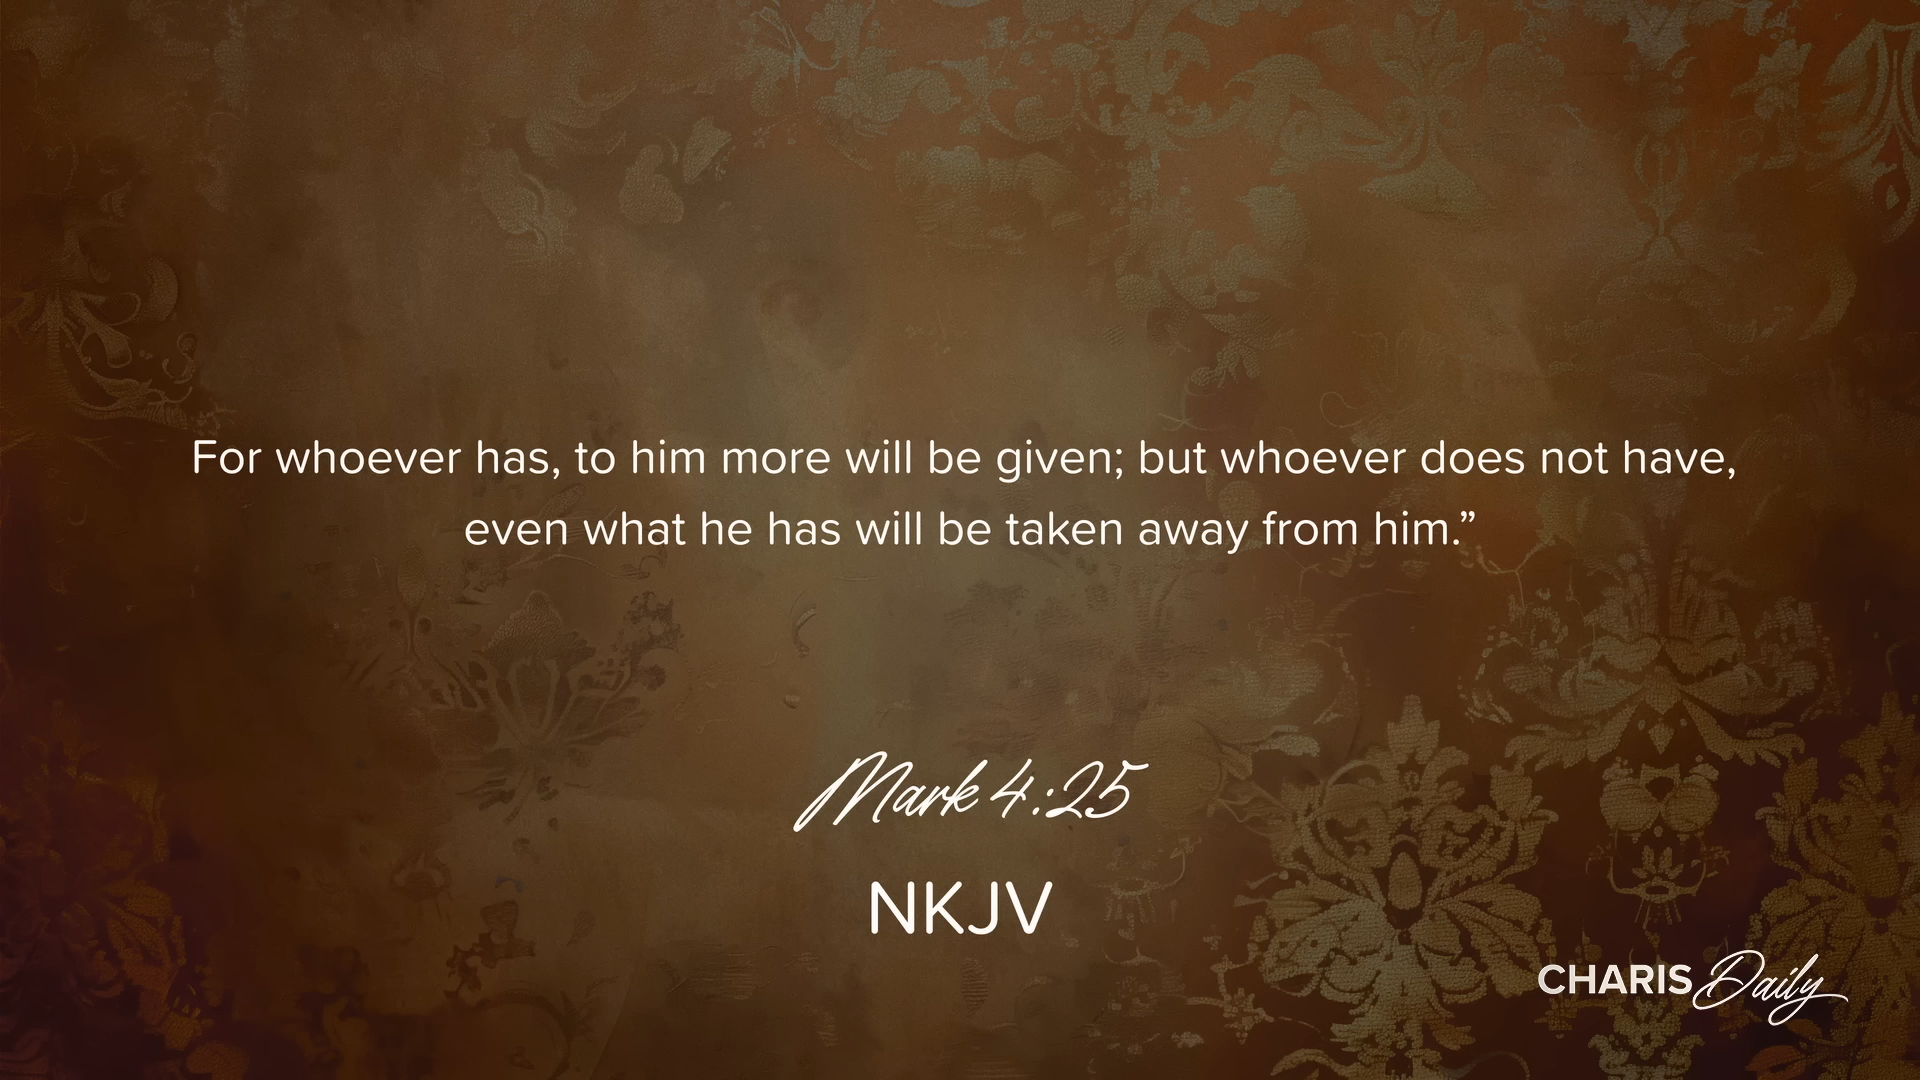 For whoever has, to him more will be given; but whoever does not have,
even what he has will be taken away from him.”
Mark 4:25
NKJV
CHARIS Daily